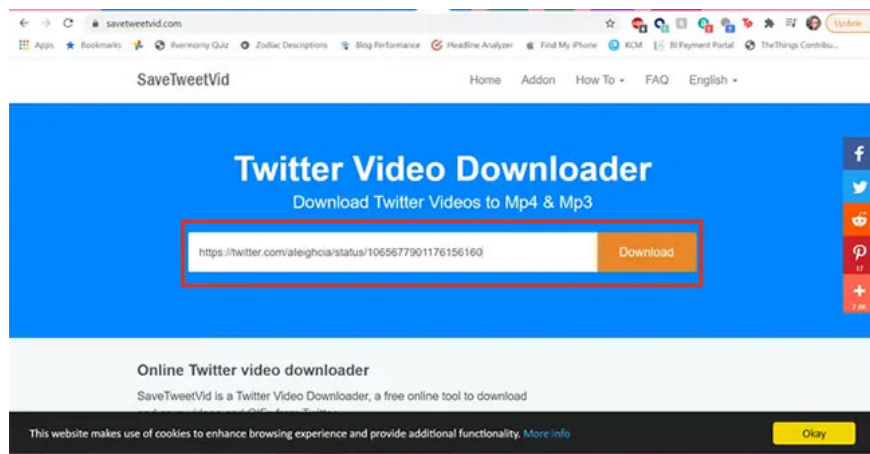 savetweetvid.com
Update
Apps Bookmarks Ilvermorny Quiz Zodiac Descriptions Blog Performance Headline Analyzer Find My iPhone KCM BI Payment Portal TheThings Contribu...
SaveTweetVid Home Addon How To FAQ English
Twitter Video Downloader
Download Twitter Videos to Mp4 & Mp3
https://twitter.com/aleighcia/status/1065677901176156160 Download
17
2.8K
Online Twitter video downloader
SaveTweetVid is a Twitter Video Downloader, a free online tool to download
This website makes use of cookies to enhance browsing experience and provide additional functionality. More info Okay